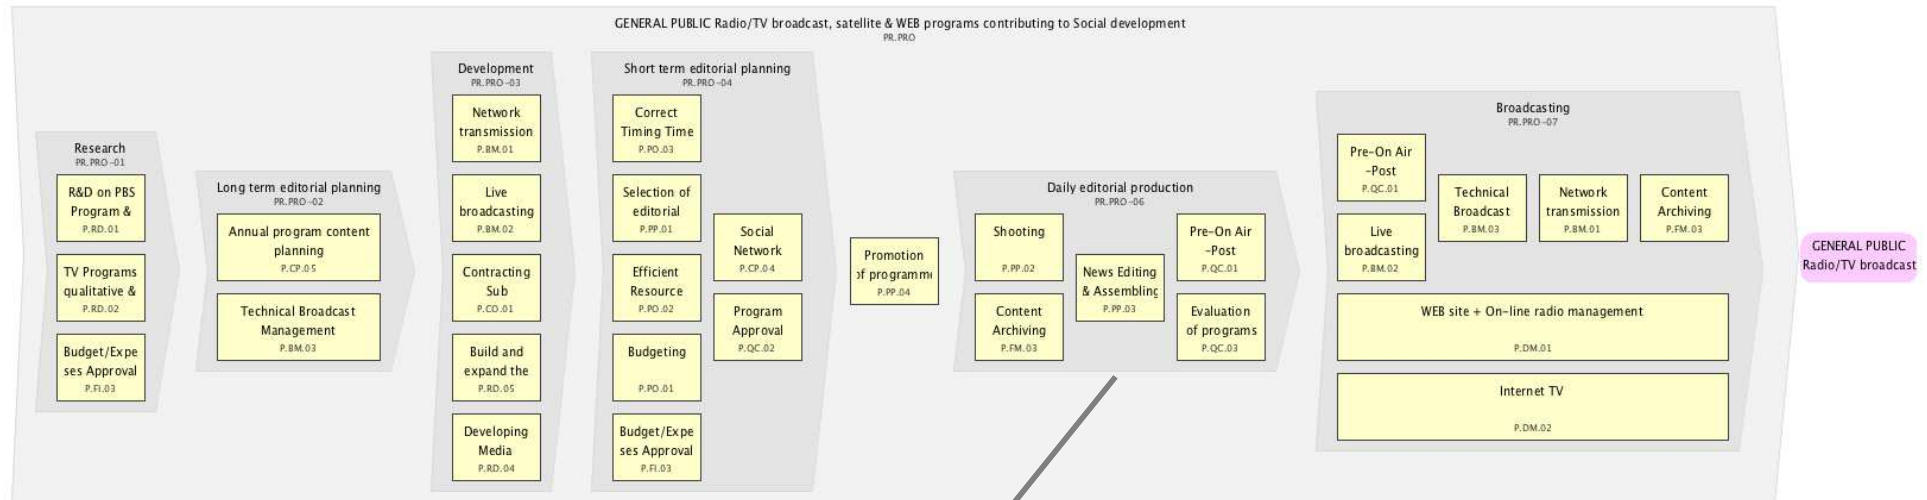 GENERAL PUBLIC Radio/TV broadcast, satellite & WEB programs contributing to Social development
PR.PRO
Research
PR.PRO-01
R&D on PBS
Program &
P.RD.01
TV Programs
qualitative &
P.RD.02
Budget/Expe
ses Approval
P.FI.03
Long term editorial planning
PR.PRO-02
Annual program content
planning
P.CP.05
Technical Broadcast
Management
P.BM.03
Development
PR.PRO-03
Network
transmission
P.BM.01
Live
broadcasting
P.BM.02
Contracting
Sub
P.CO.01
Build and
expand the
P.RD.05
Developing
Media
P.RD.04
Short term editorial planning
PR.PRO-04
Correct
Timing Time
P.PO.03
Selection of
editorial
P.PP.01
Efficient
Resource
P.PO.02
Budgeting
P.PO.01
Budget/Expe
ses Approval
P.FI.03
Social
Network
P.CP.04
Program
Approval
P.QC.02
Promotion
of programme
P.PP.04
Daily editorial production
PR.PRO-06
Shooting
P.PP.02
Content
Archiving
P.FM.03
News Editing
& Assembling
P.PP.03
Pre-On Air
-Post
P.QC.01
Evaluation
of programs
P.QC.03
Broadcasting
PR.PRO-07
Pre-On Air
-Post
P.QC.01
Live
broadcasting
P.BM.02
Technical
Broadcast
P.BM.03
Network
transmission
P.BM.01
Content
Archiving
P.FM.03
WEB site + On-line radio management
P.DM.01
Internet TV
P.DM.02
GENERAL PUBLIC
Radio/TV broadcast